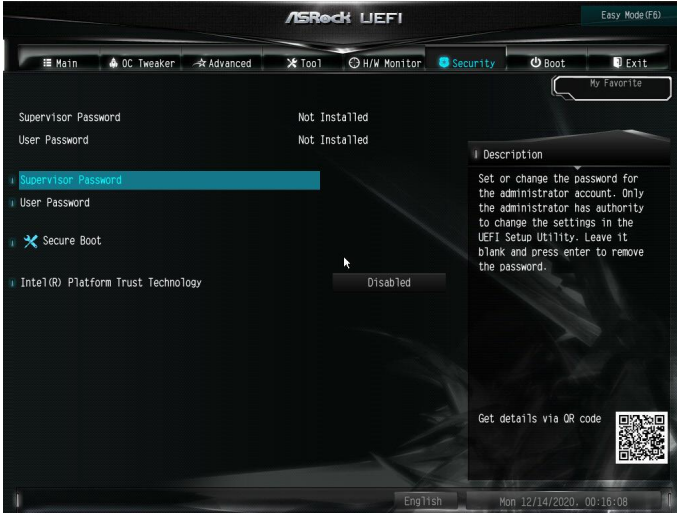 ASRock UEFI
Easy Mode(F6)
Main OC Tweaker Advanced Tool H/W Monitor Security Boot Exit
My Favorite
Supervisor Password Not Installed
User Password Not Installed
Description
Supervisor Password
User Password
Secure Boot
Intel(R) Platform Trust Technology Disabled
Set or change the password for
the administrator account. Only
the administrator has authority
to change the settings in the
UEFI Setup Utility. Leave it
blank and press enter to remove
the password.
Get details via QR code
English
Mon 12/14/2020, 00:16:08